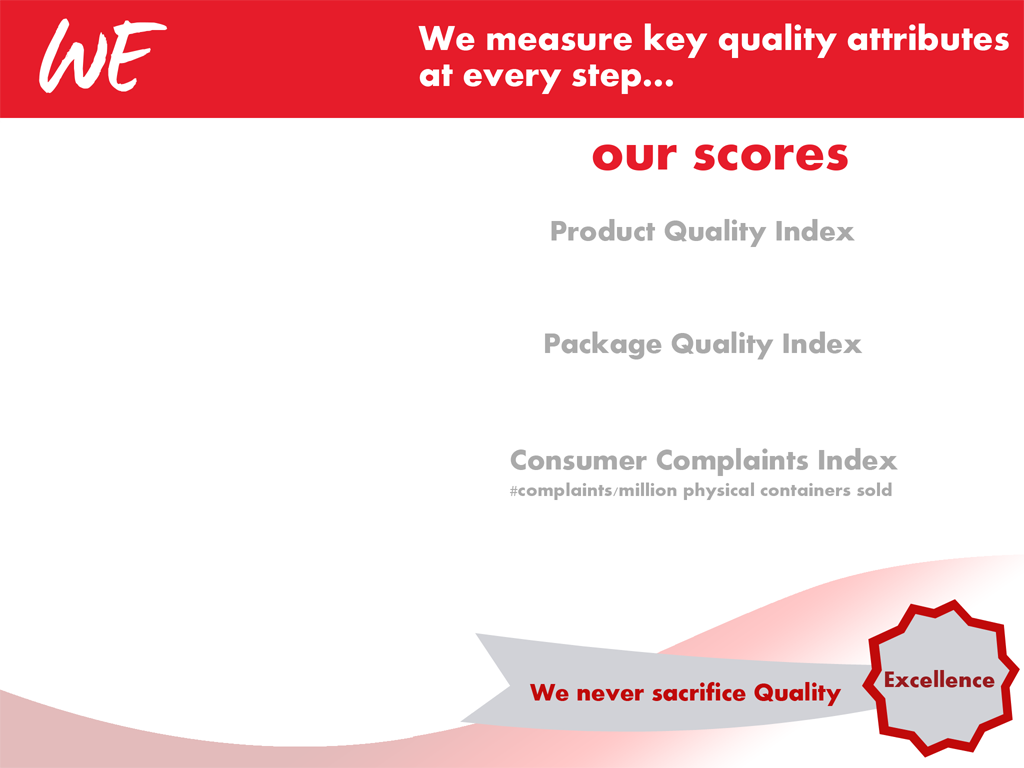 WE
We measure key quality attributes
at every step...
our scores
Product Quality Index
Package Quality Index
Consumer Complaints Index
#complaints/million physical containers sold
We never sacrifice Quality
Excellence